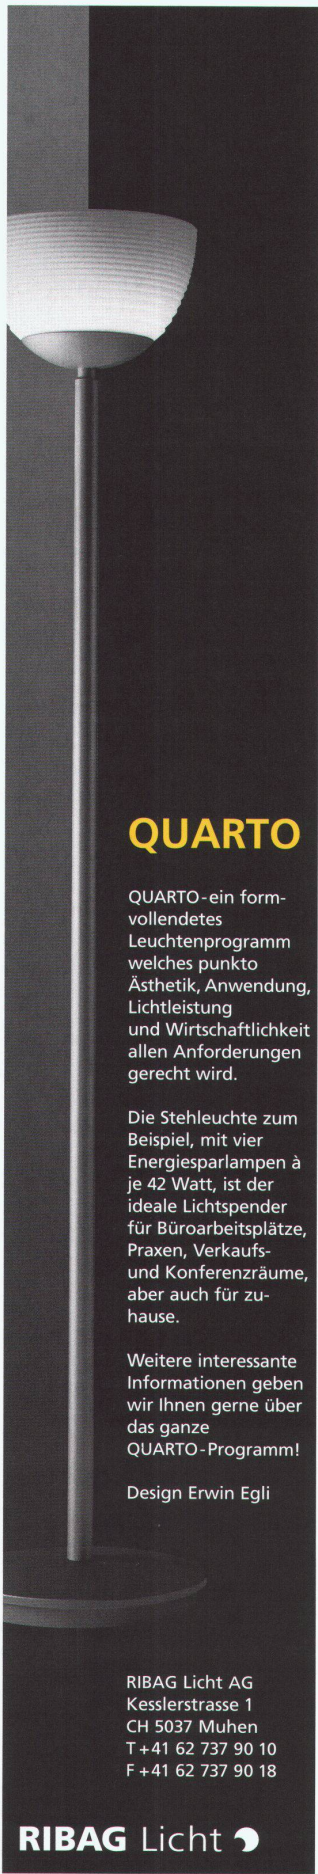 QUARTO
QUARTO-ein form-
vollendetes
Leuchtenprogramm
welches punkto
Ästhetik, Anwendung,
Lichtleistung
und Wirtschaftlichkeit
allen Anforderungen
gerecht wird.
Die Stehleuchte zum
Beispiel, mit vier
Energiesparlampen à
je 42 Watt, ist der
ideale Lichtspender
für Büroarbeitsplätze,
Praxen, Verkaufs-
und Konferenzräume,
aber auch für zu-
hause.
Weitere interessante
Informationen geben
wir Ihnen gerne über
das ganze
QUARTO-Programm!
Design Erwin Egli
RIBAG Licht AG
Kesslerstrasse 1
CH 5037 Muhen
T +41 62 737 90 10
F +41 62 737 90 18
RIBAG Licht